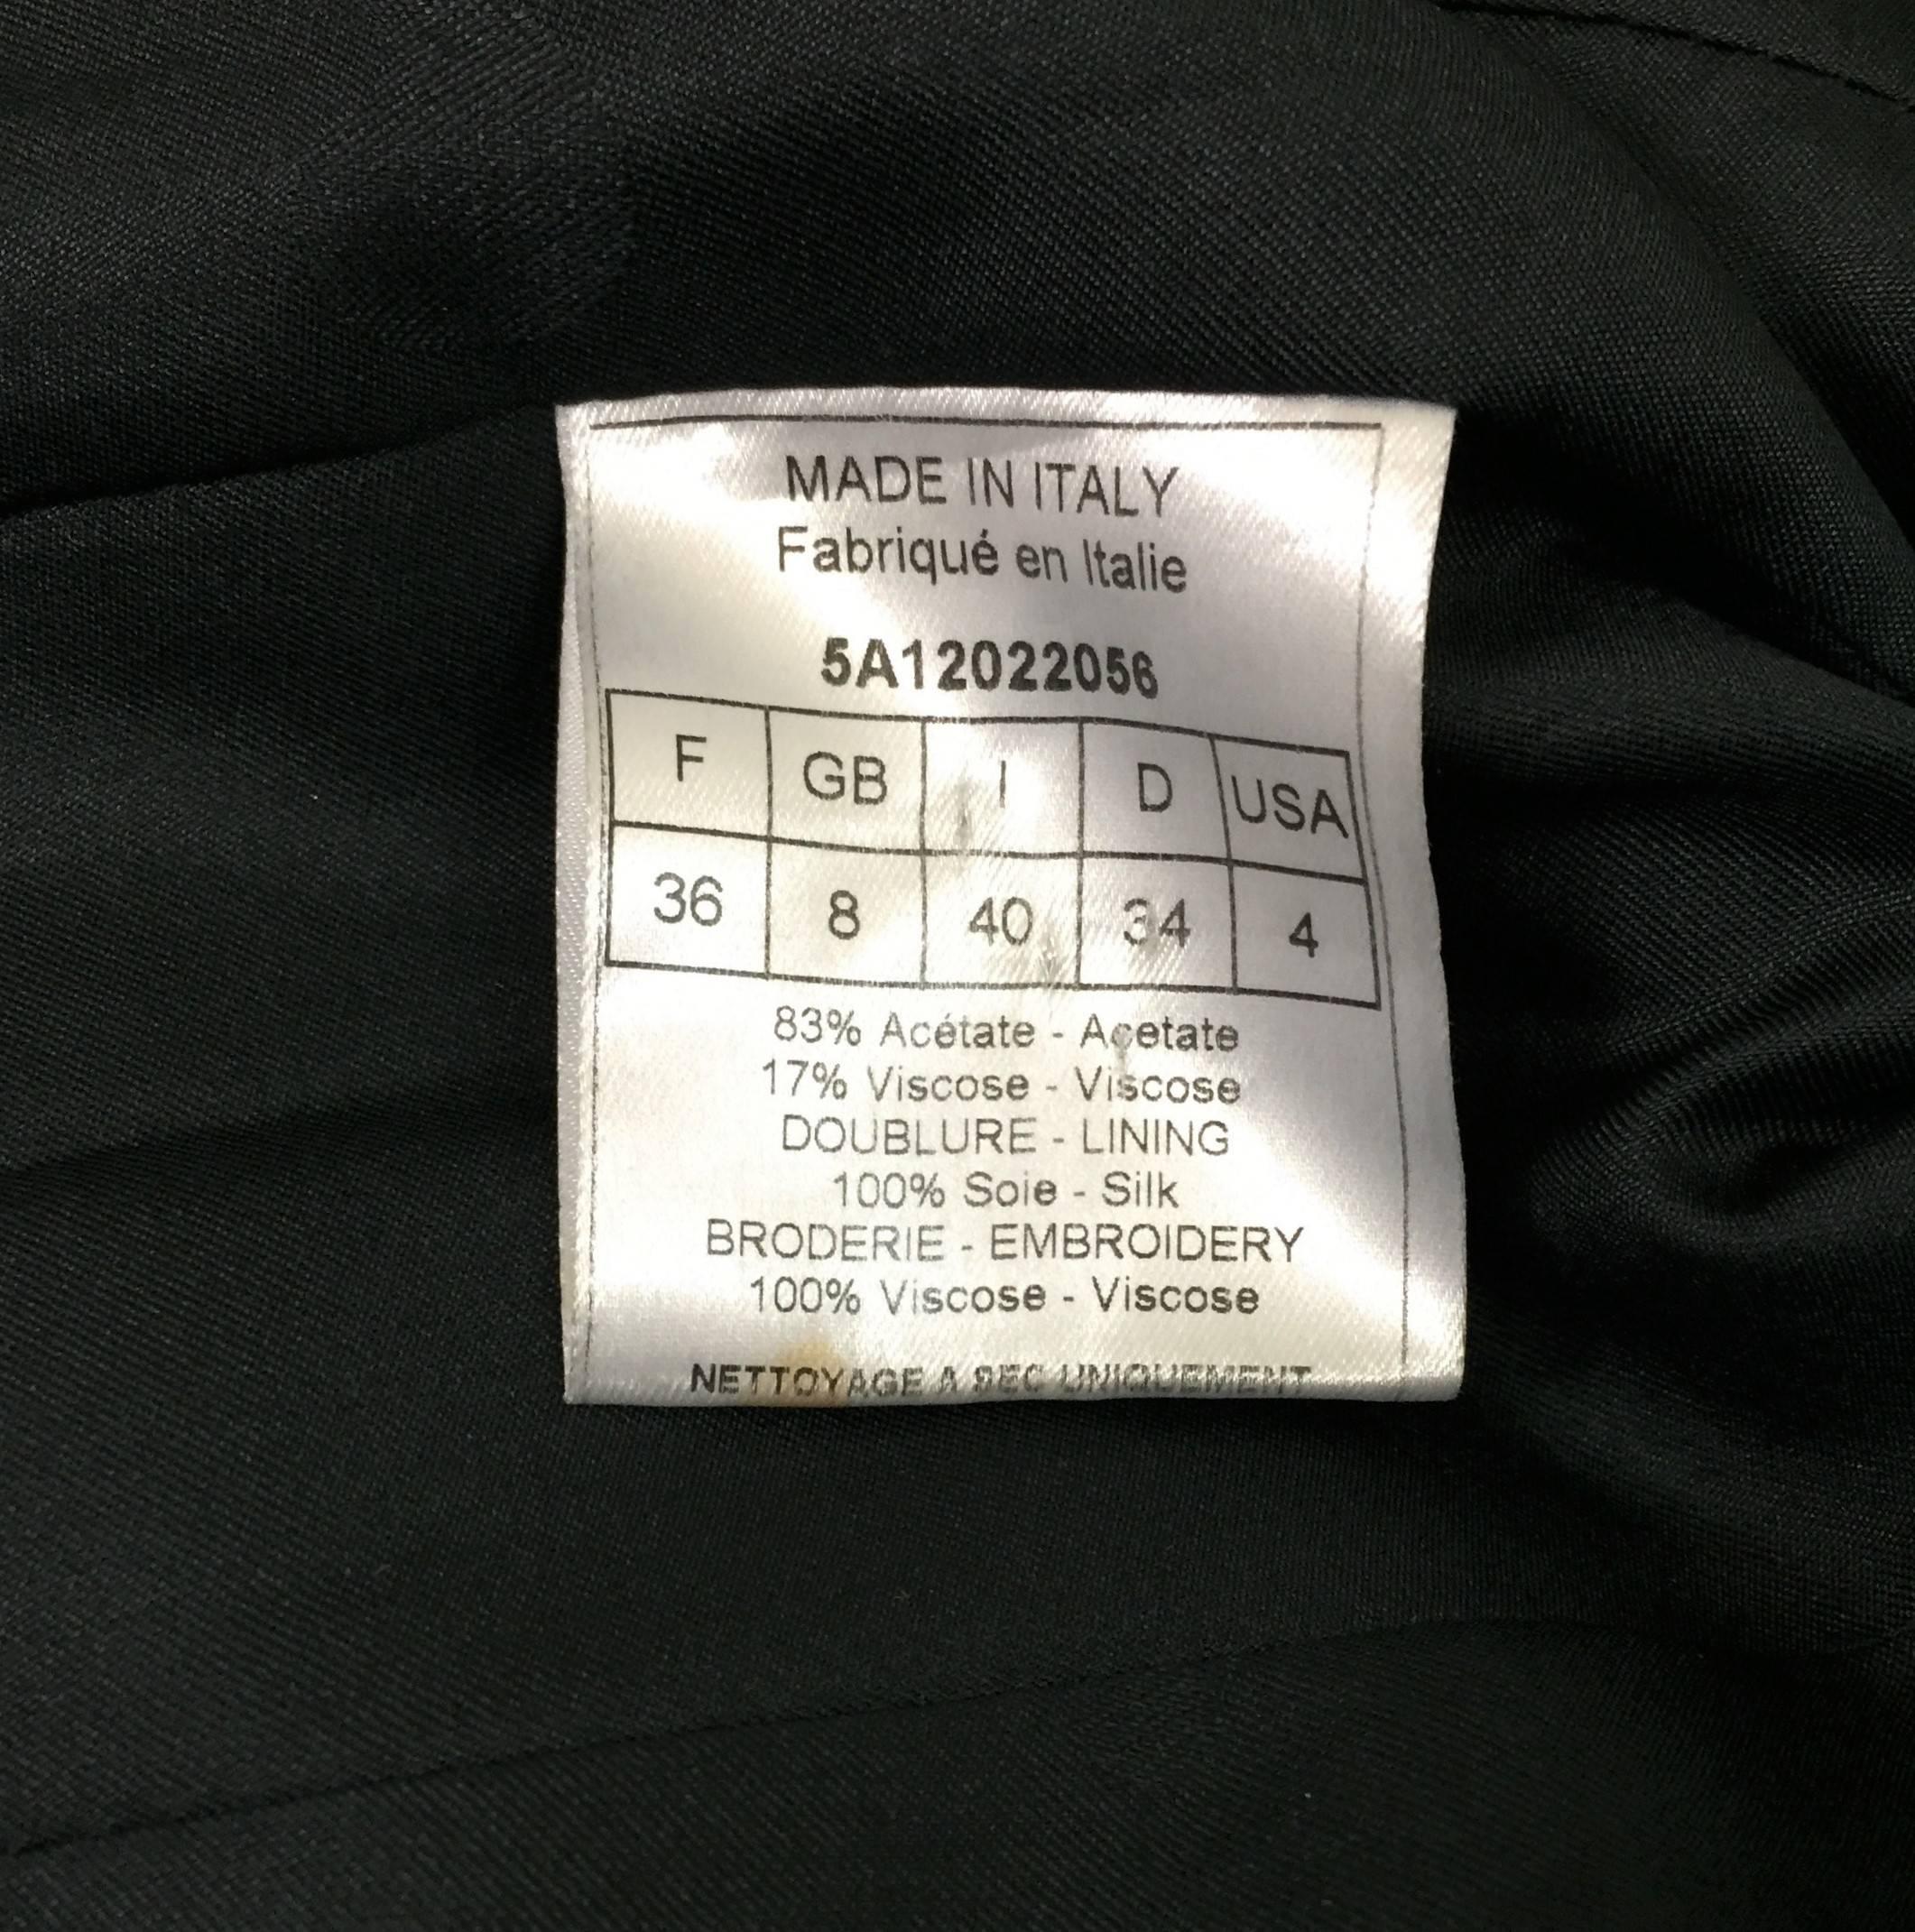 MADE IN ITALY
Fabriqué en Italie
5A12022056
F GB I D USA
36 8 40 34 4
83% Acétate - Acetate
17% Viscose - Viscose
DOUBLURE - LINING
100% Soie - Silk
BRODERIE - EMBROIDERY
100% Viscose - Viscose
NETTOYAGE A SEC UNIQUEMENT